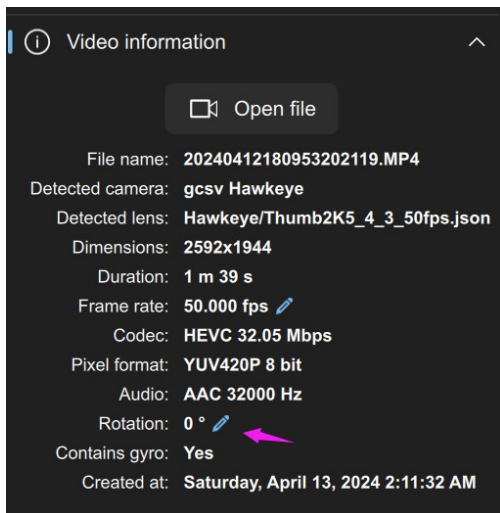 Video information
Open file
File name: 20240412180953202119.MP4
Detected camera: gcsv Hawkeye
Detected lens: Hawkeye/Thumb2K5_4_3_50fps.json
Dimensions: 2592x1944
Duration: 1 m 39 s
Frame rate: 50.000 fps
Codec: HEVC 32.05 Mbps
Pixel format: YUV420P 8 bit
Audio: AAC 32000 Hz
Rotation: 0 °
Contains gyro: Yes
Created at: Saturday, April 13, 2024 2:11:32 AM